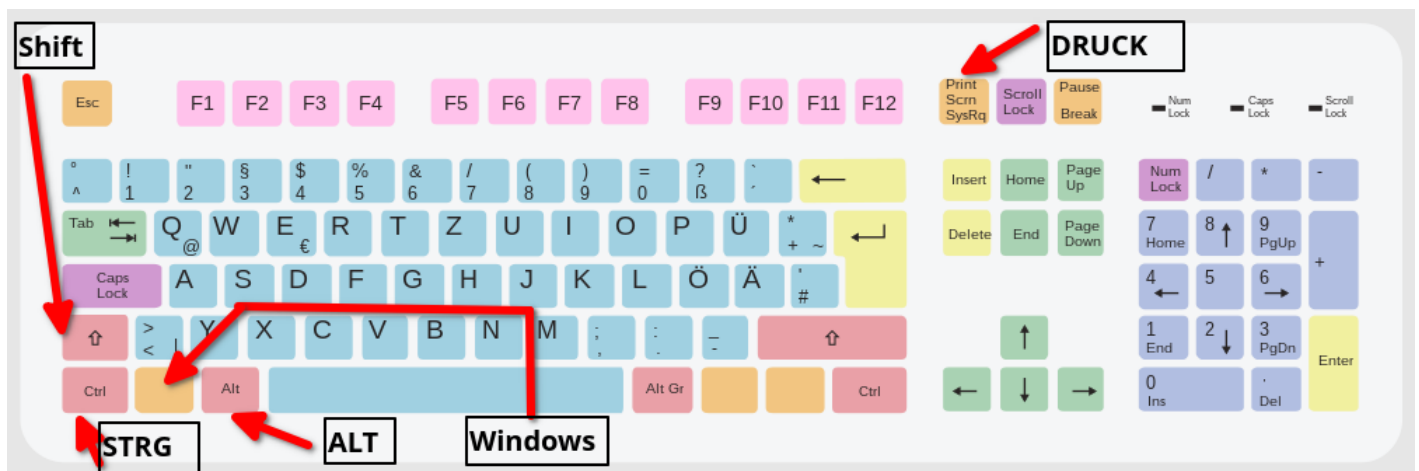 Shift
DRUCK
Esc F1 F2 F3 F4 F5 F6 F7 F8 F9 F10 F11 F12
Print
Scrn
SysRq
Scroll
Lock
Pause
Break
Num
Lock
Caps
Lock
Scroll
Lock
° ! " § $ % & / ( ) = ? `
^ 1 2 3 4 5 6 7 8 9 0 ß ´
←
Insert Home Page
Up
Num
Lock
/ * -
Tab Q W E R T Z U I O P Ü *
@ € + ~
Delete End Page
Down
7 8 ↑ 9
Home PgUp
+
Caps
Lock
A S D F G H J K L Ö Ä '
#
4 5 6
← →
⇧ > Y X C V B N M ; : _
< | , . -
⇧
↑
1 2 ↓ 3
End PgDn
Enter
Ctrl Alt Alt Gr Ctrl
← ↓ →
0 .
Ins Del
STRG
ALT
Windows